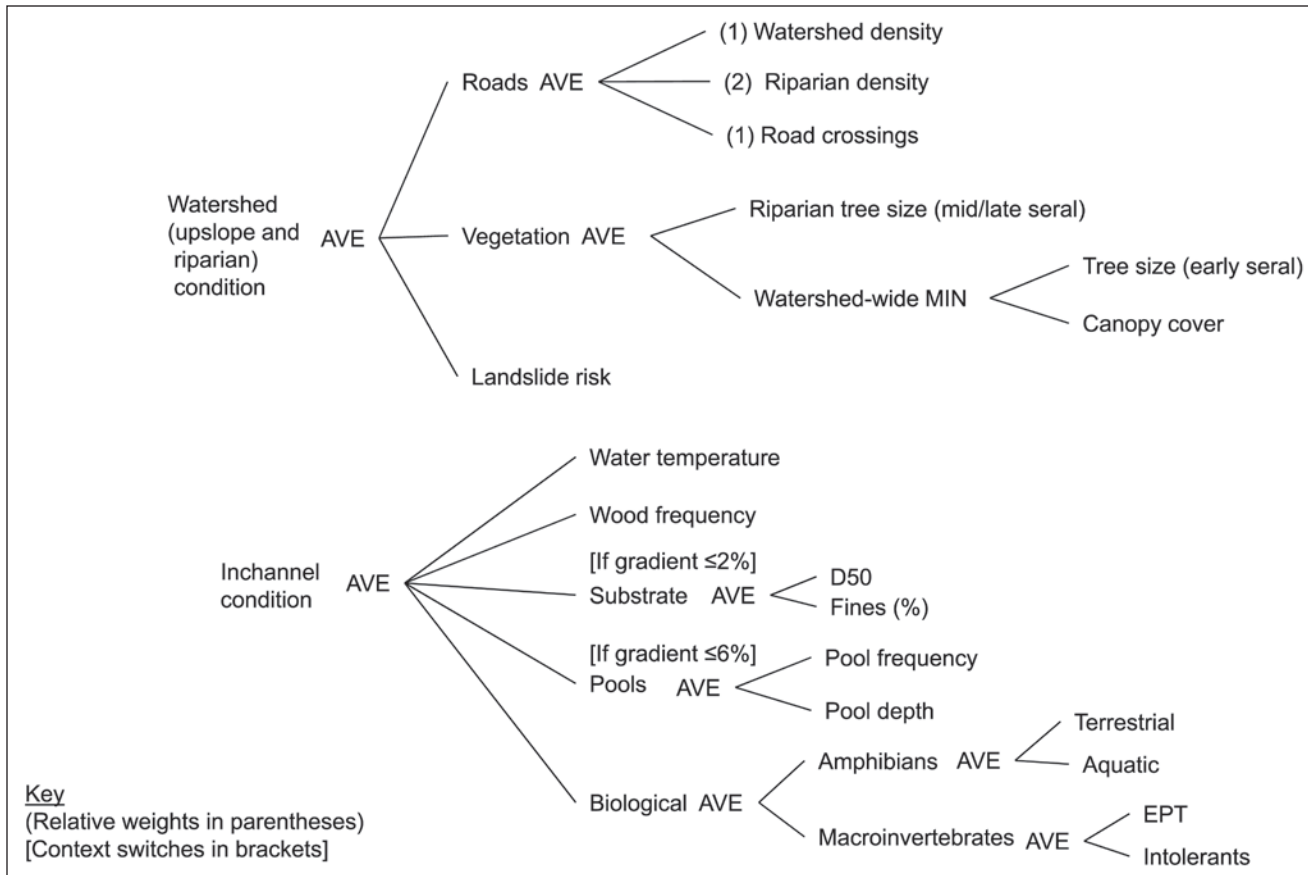 (1) Watershed density
Roads AVE
(2) Riparian density
(1) Road crossings
Watershed
(upslope and
riparian)
condition
AVE
Vegetation AVE
Riparian tree size (mid/late seral)
Watershed-wide MIN
Tree size (early seral)
Canopy cover
Landslide risk
Inchannel
condition
AVE
Water temperature
Wood frequency
[If gradient ≤2%]
Substrate AVE
D50
Fines (%)
[If gradient ≤6%]
Pools AVE
Pool frequency
Pool depth
Biological AVE
Amphibians AVE
Terrestrial
Aquatic
Macroinvertebrates AVE
EPT
Intolerants
Key
(Relative weights in parentheses)
[Context switches in brackets]